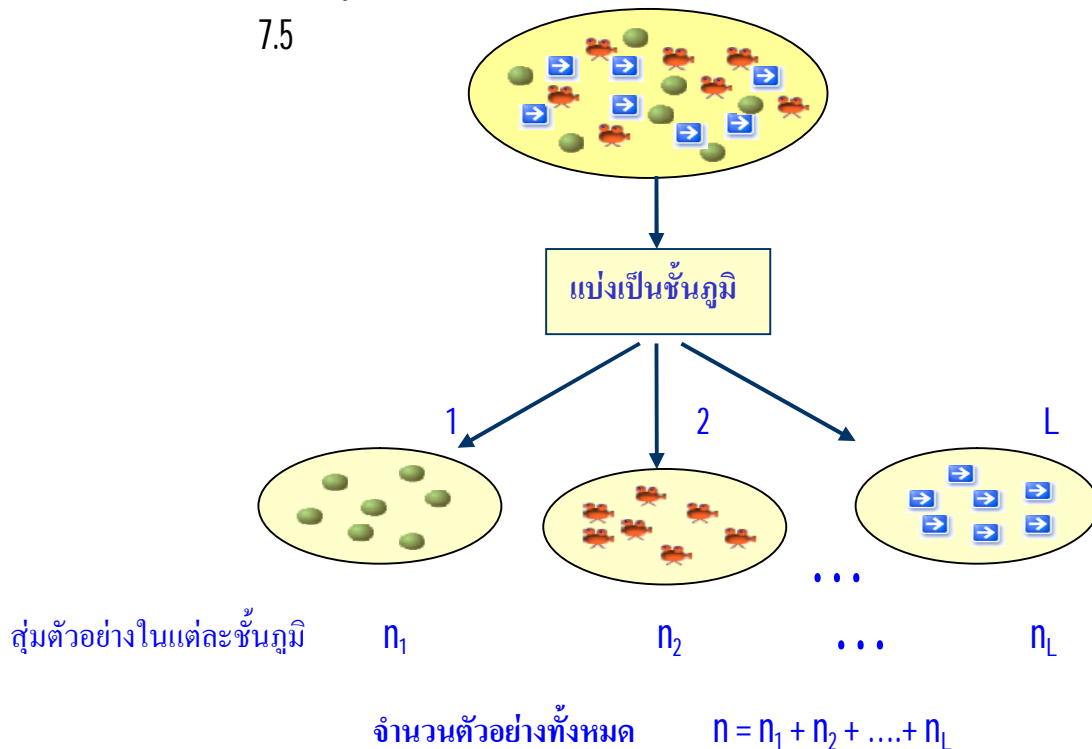 7.5
แบ่งเป็นชั้นภูมิ
1 2 L
...
สุ่มตัวอย่างในแต่ละชั้นภูมิ n₁ n₂ ... n_L
จำนวนตัวอย่างทั้งหมด n = n₁ + n₂ + ....+ n_L